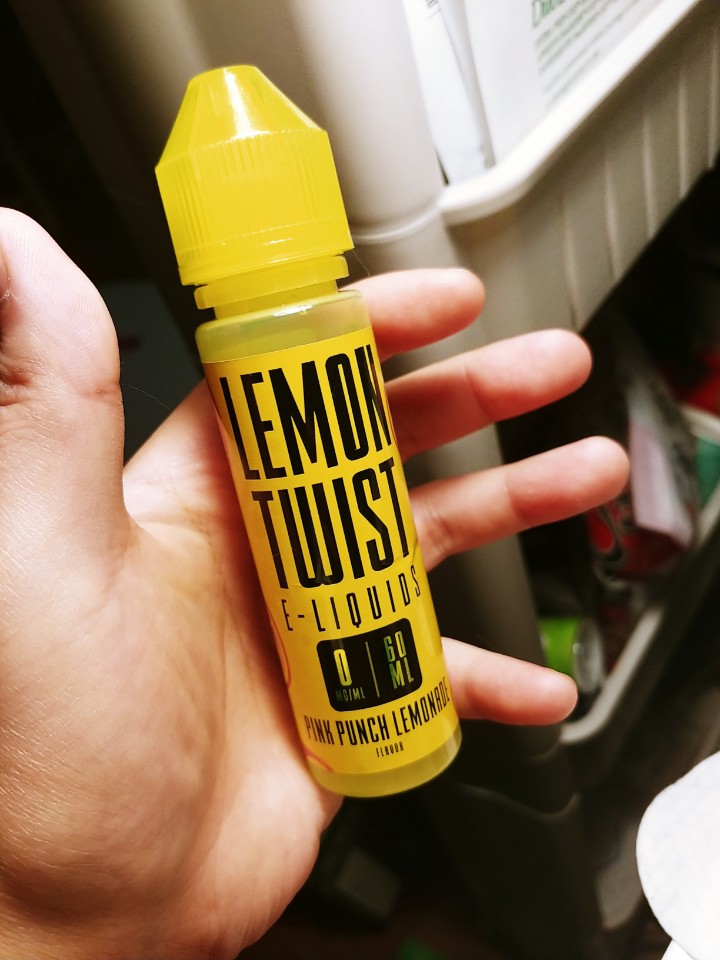 LEMON
TWIST
E-LIQUIDS
0 MG/ML | 60 ML
PINK PUNCH LEMONADE
FLAVOR